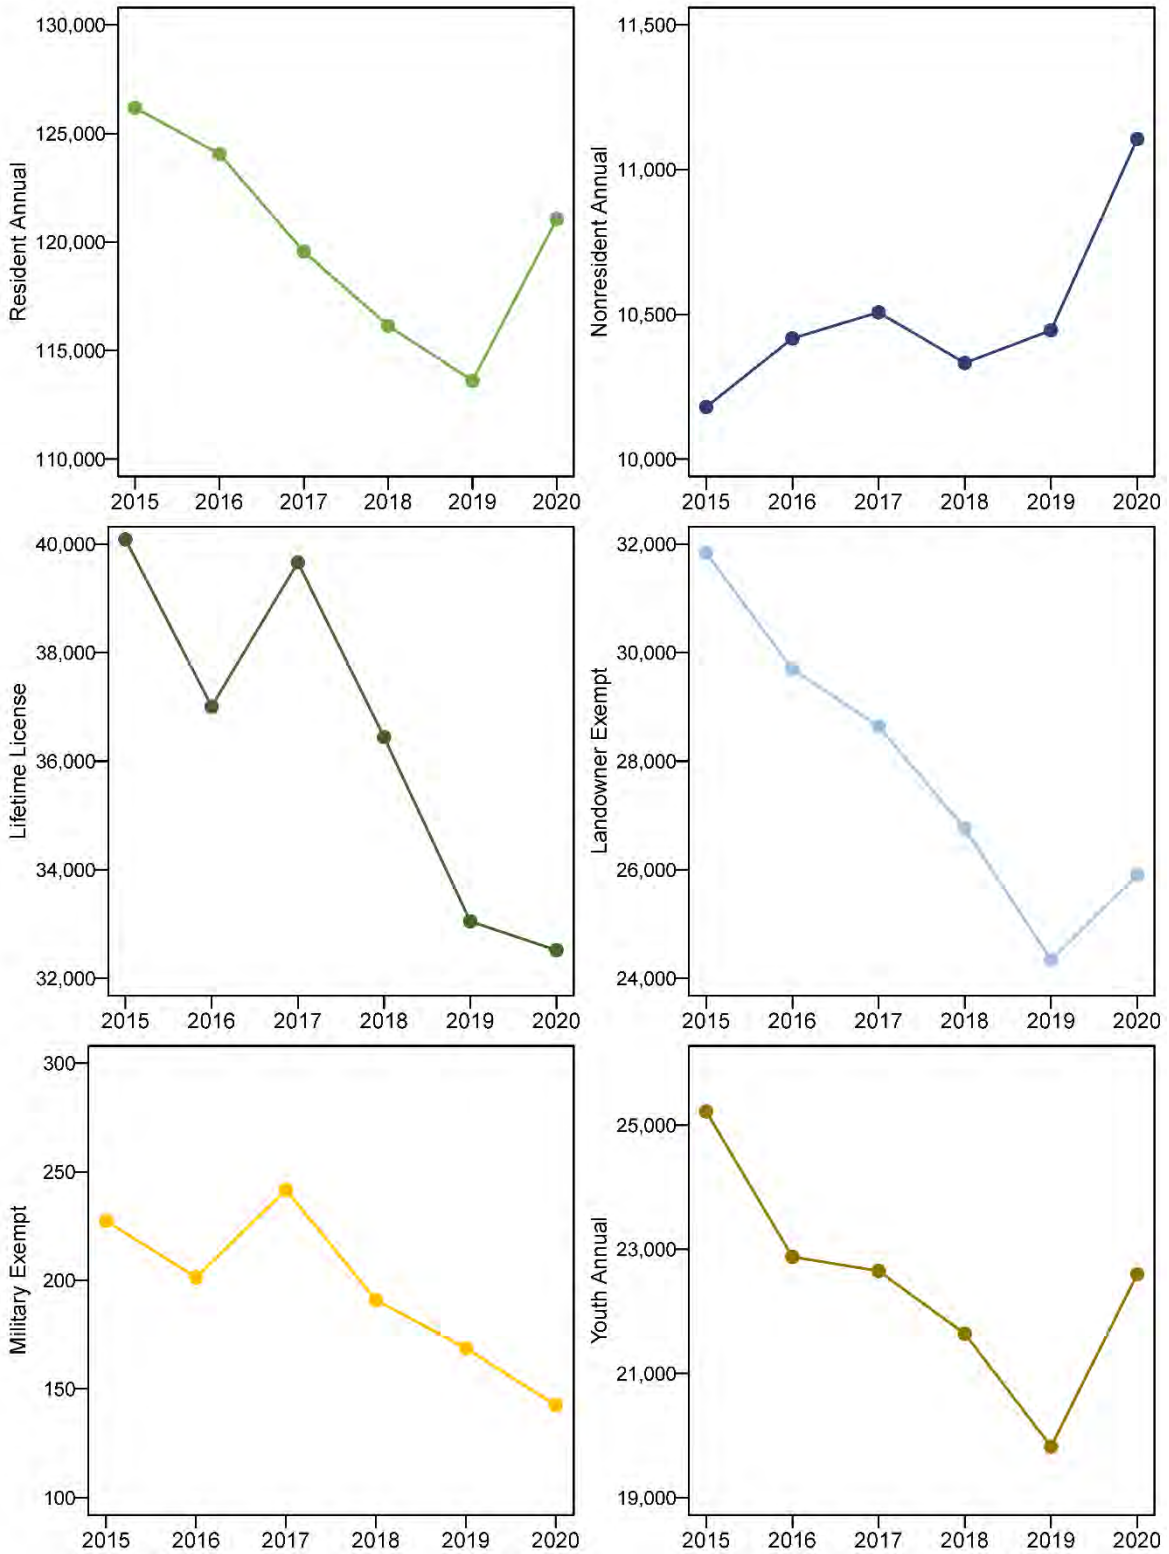 Resident Annual
130,000
125,000
120,000
115,000
110,000
2015 2016 2017 2018 2019 2020
Nonresident Annual
11,500
11,000
10,500
10,000
2015 2016 2017 2018 2019 2020
Lifetime License
40,000
38,000
36,000
34,000
32,000
2015 2016 2017 2018 2019 2020
Landowner Exempt
32,000
30,000
28,000
26,000
24,000
2015 2016 2017 2018 2019 2020
Military Exempt
300
250
200
150
100
2015 2016 2017 2018 2019 2020
Youth Annual
25,000
23,000
21,000
19,000
2015 2016 2017 2018 2019 2020